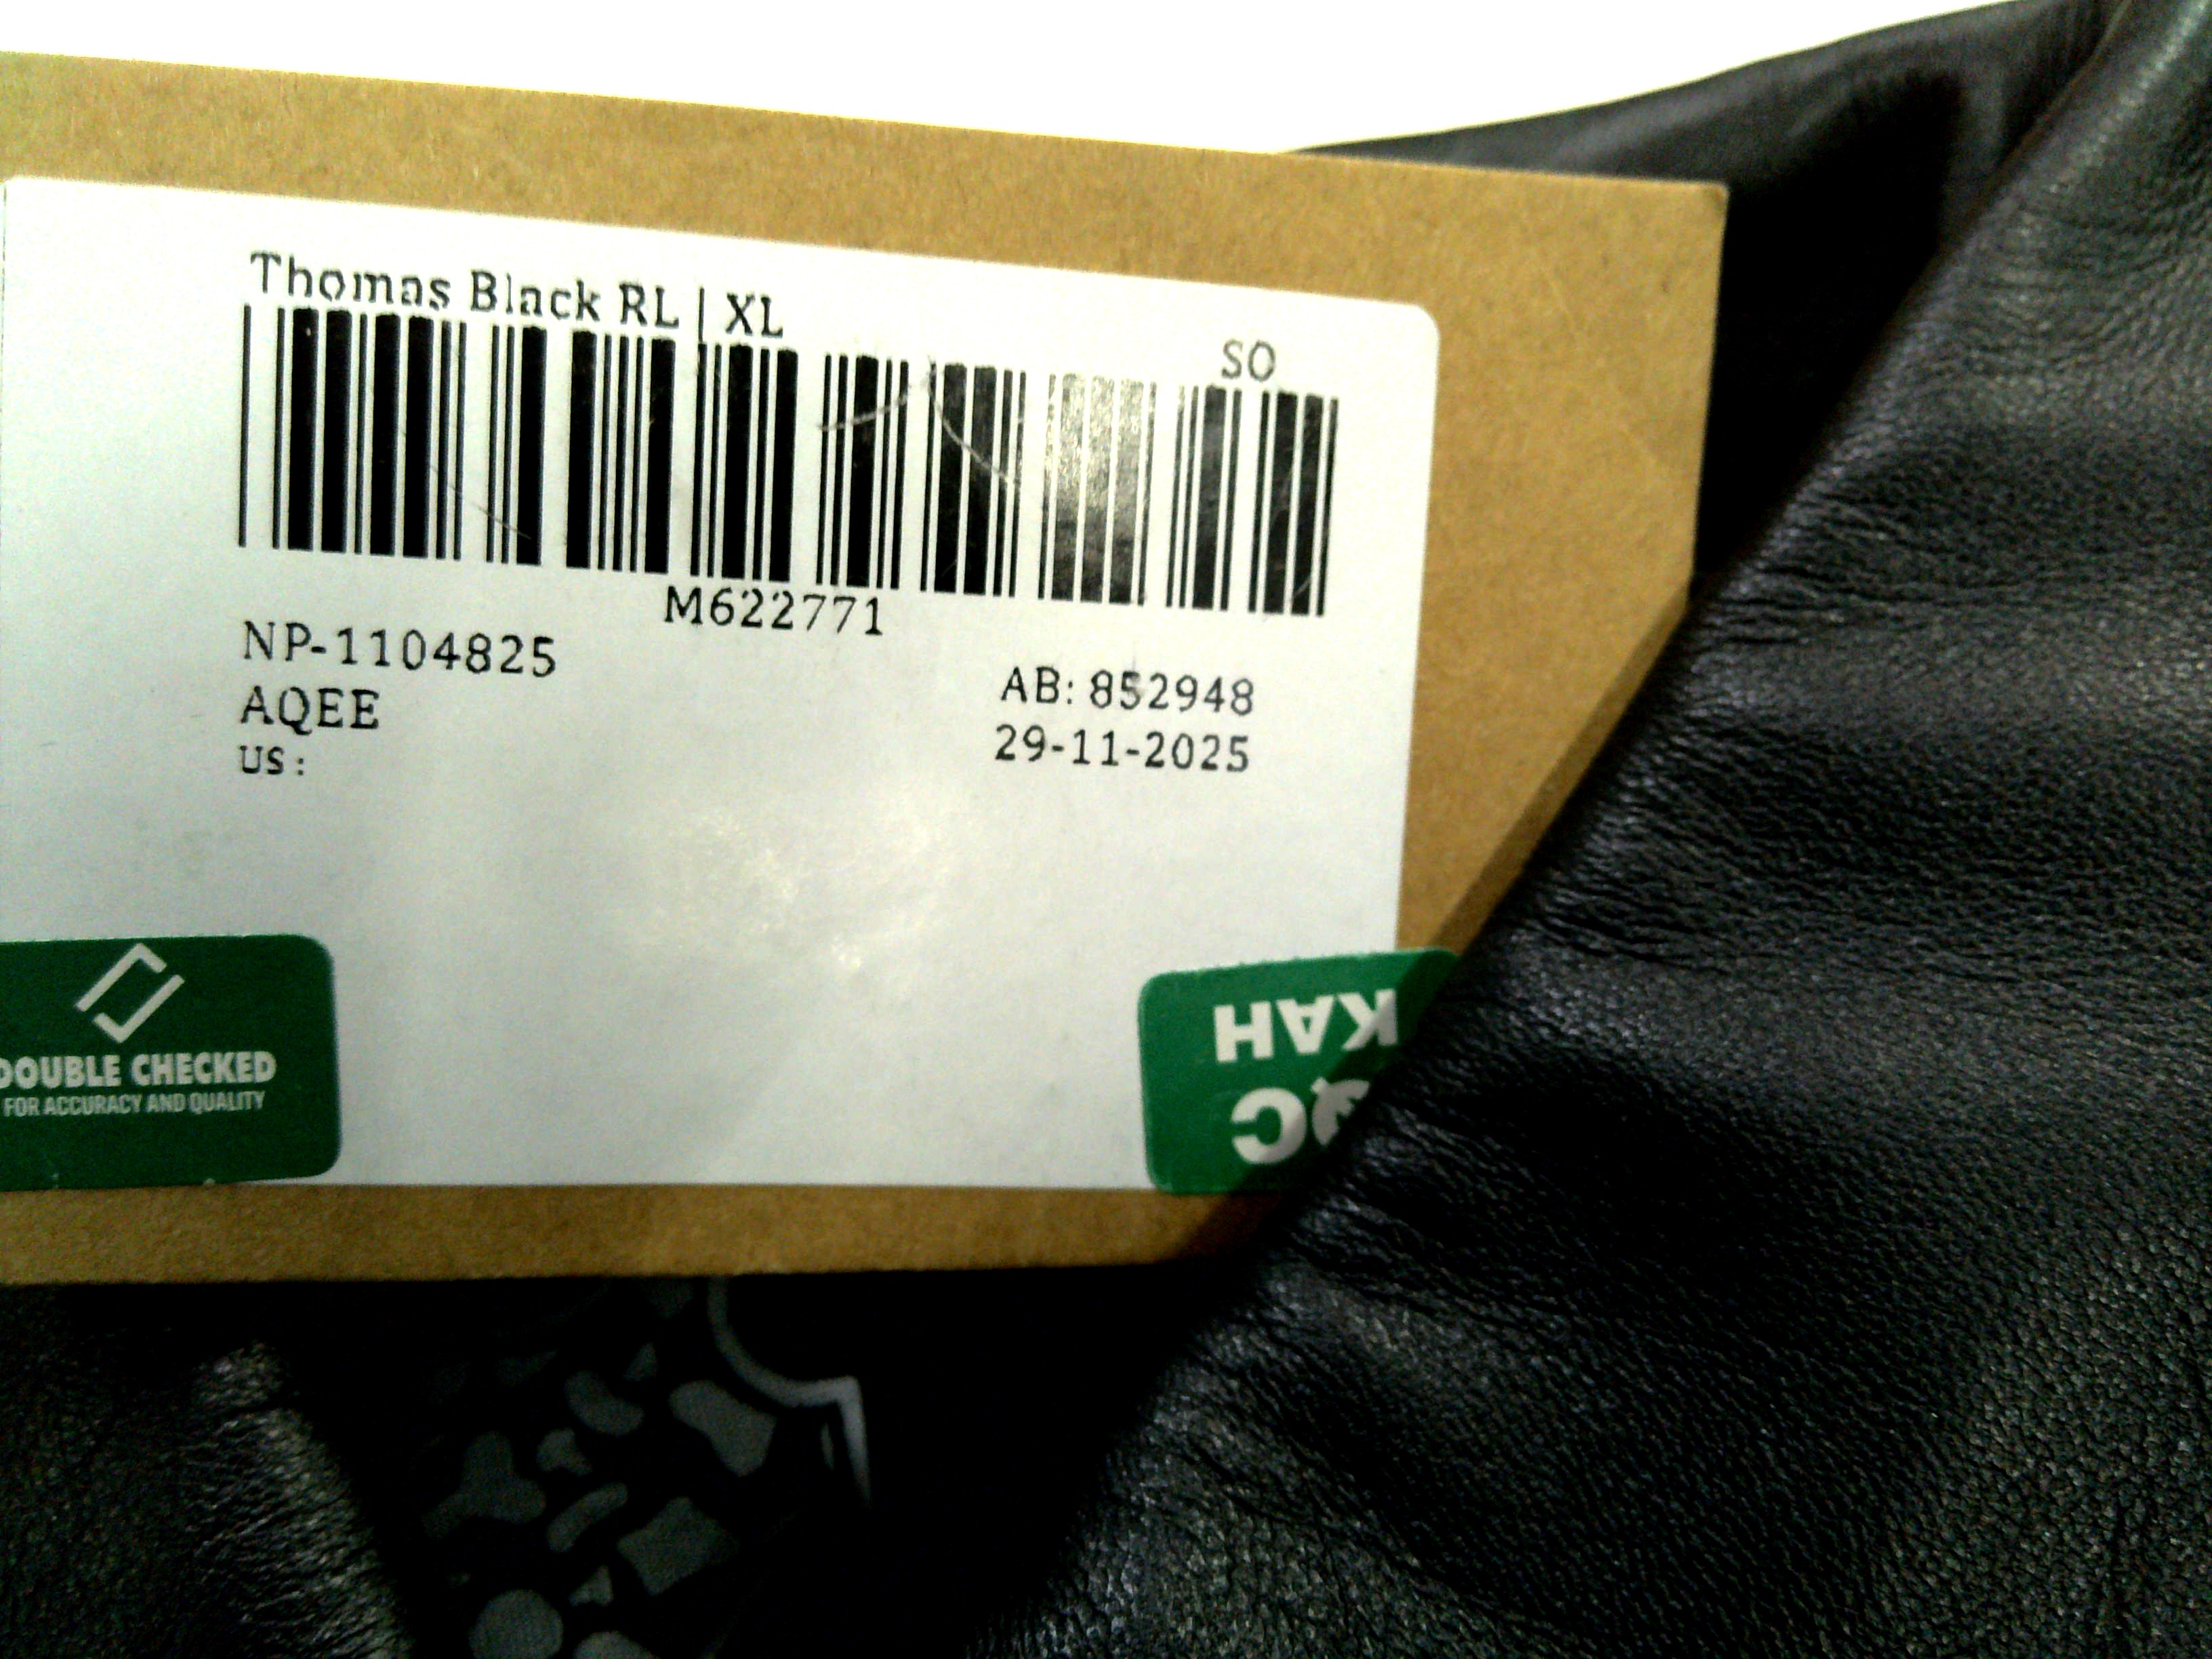 Thomas Black RL | XL
SO
M622771
NP-1104825
AQEE
US:
AB: 852948
29-11-2025
DOUBLE CHECKED
FOR ACCURACY AND QUALITY
QC
KAH